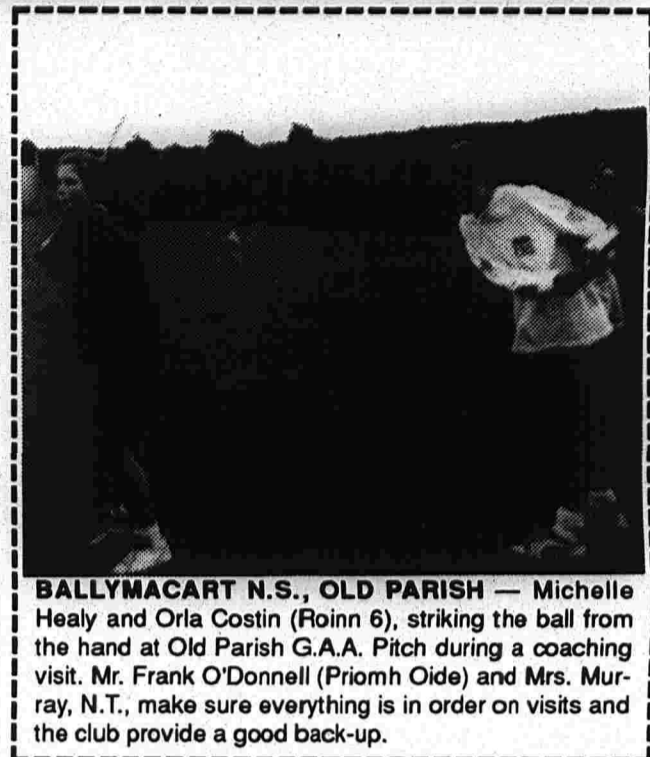 BALLYMACART N.S., OLD PARISH — Michelle
Healy and Orla Costin (Roinn 6), striking the ball from
the hand at Old Parish G.A.A. Pitch during a coaching
visit. Mr. Frank O'Donnell (Priomh Oide) and Mrs. Mur-
ray, N.T., make sure everything is in order on visits and
the club provide a good back-up.